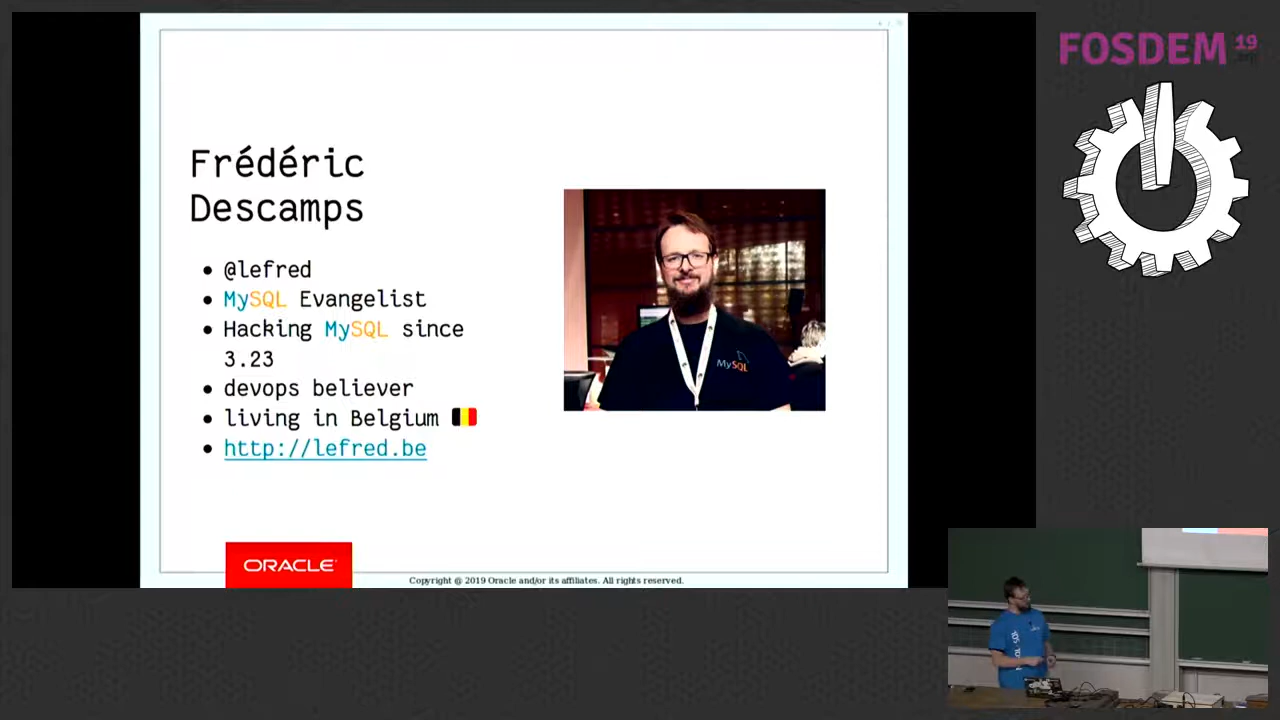 FOSDEM 19
.org
Frédéric
Descamps
@lefred
MySQL Evangelist
Hacking MySQL since
3.23
devops believer
living in Belgium
http://lefred.be
MySQL
ORACLE
Copyright @ 2019 Oracle and/or its affiliates. All rights reserved.